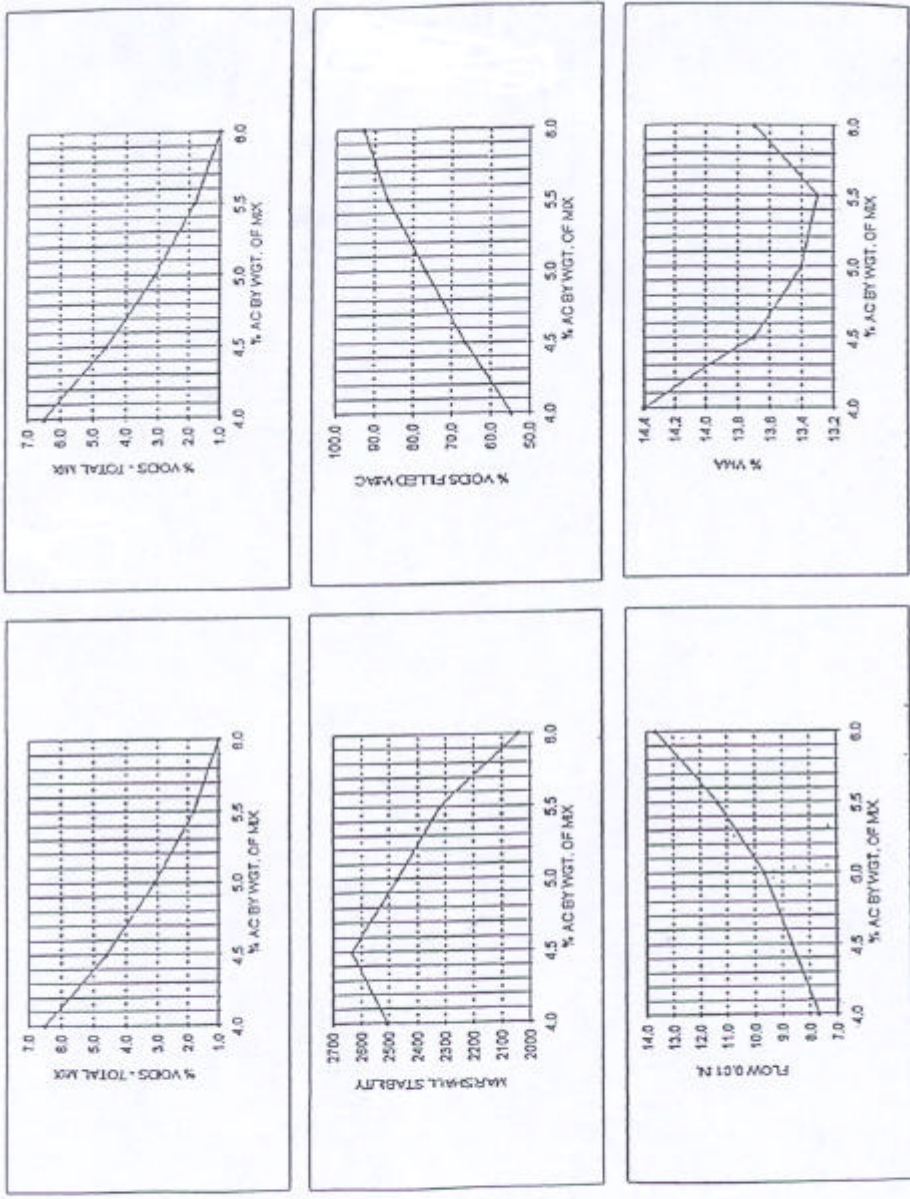 % VOIDS - TOTAL MIX
7.0
6.0
5.0
4.0
3.0
2.0
1.0
4.0 4.5 5.0 5.5 6.0
% AC BY WGT. OF MIX
% VOIDS - TOTAL MIX
7.0
6.0
5.0
4.0
3.0
2.0
1.0
4.0 4.5 5.0 5.5 6.0
% AC BY WGT. OF MIX
MARSHALL STABILITY
2700
2600
2500
2400
2300
2200
2100
2000
4.0 4.5 5.0 5.5 6.0
% AC BY WGT. OF MIX
% VOIDS FILLED W/AC
100.0
90.0
80.0
70.0
60.0
50.0
4.0 4.5 5.0 5.5 6.0
% AC BY WGT. OF MIX
FLOW 0.01 IN.
14.0
13.0
12.0
11.0
10.0
9.0
8.0
7.0
4.0 4.5 5.0 5.5 6.0
% AC BY WGT. OF MIX
% VMA
14.4
14.2
14.0
13.8
13.6
13.4
13.2
4.0 4.5 5.0 5.5 6.0
% AC BY WGT. OF MIX